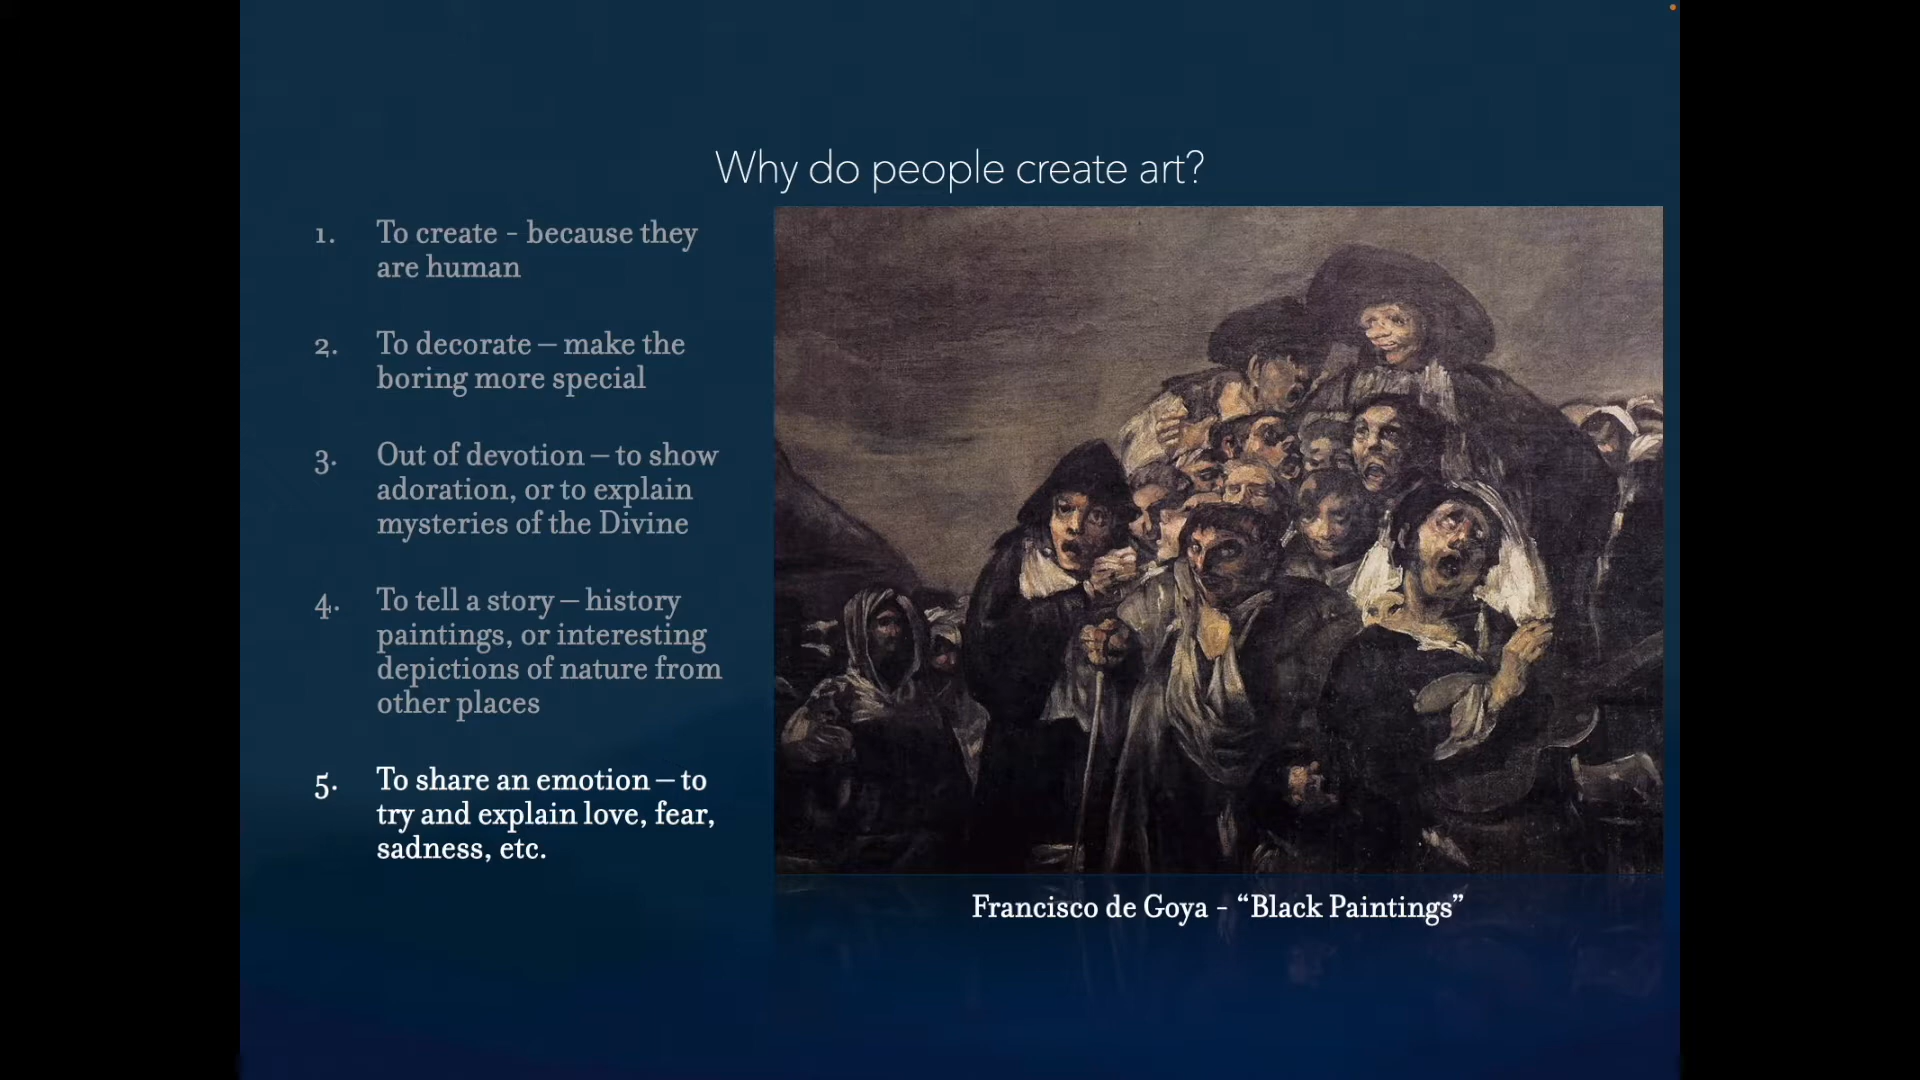 Why do people create art?
1. To create - because they
are human
2. To decorate – make the
boring more special
3. Out of devotion – to show
adoration, or to explain
mysteries of the Divine
4. To tell a story – history
paintings, or interesting
depictions of nature from
other places
5. To share an emotion – to
try and explain love, fear,
sadness, etc.
Francisco de Goya - “Black Paintings”